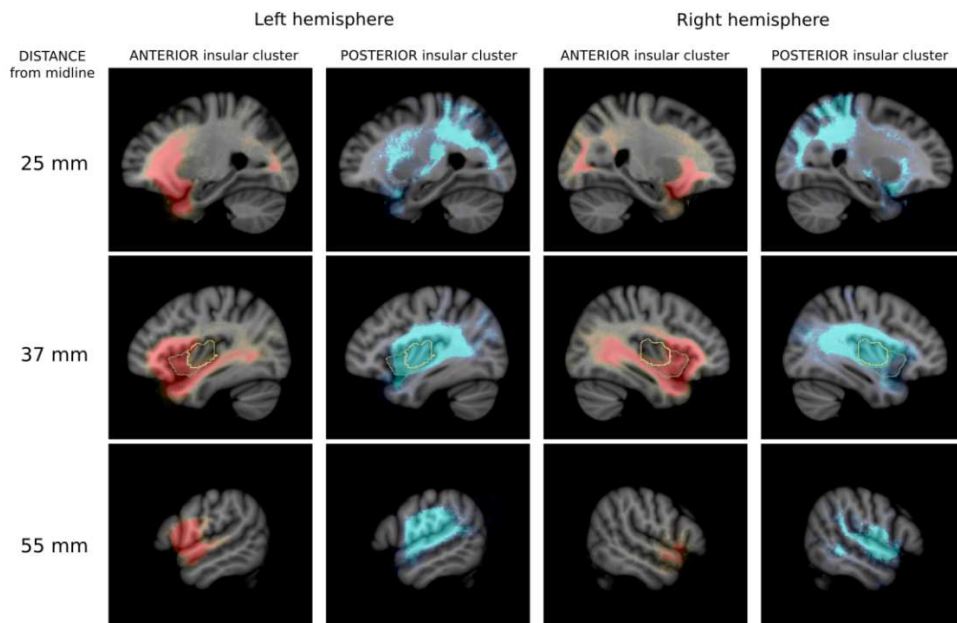 Left hemisphere
Right hemisphere
DISTANCE
from midline
ANTERIOR insular cluster
POSTERIOR insular cluster
ANTERIOR insular cluster
POSTERIOR insular cluster
25 mm
37 mm
55 mm